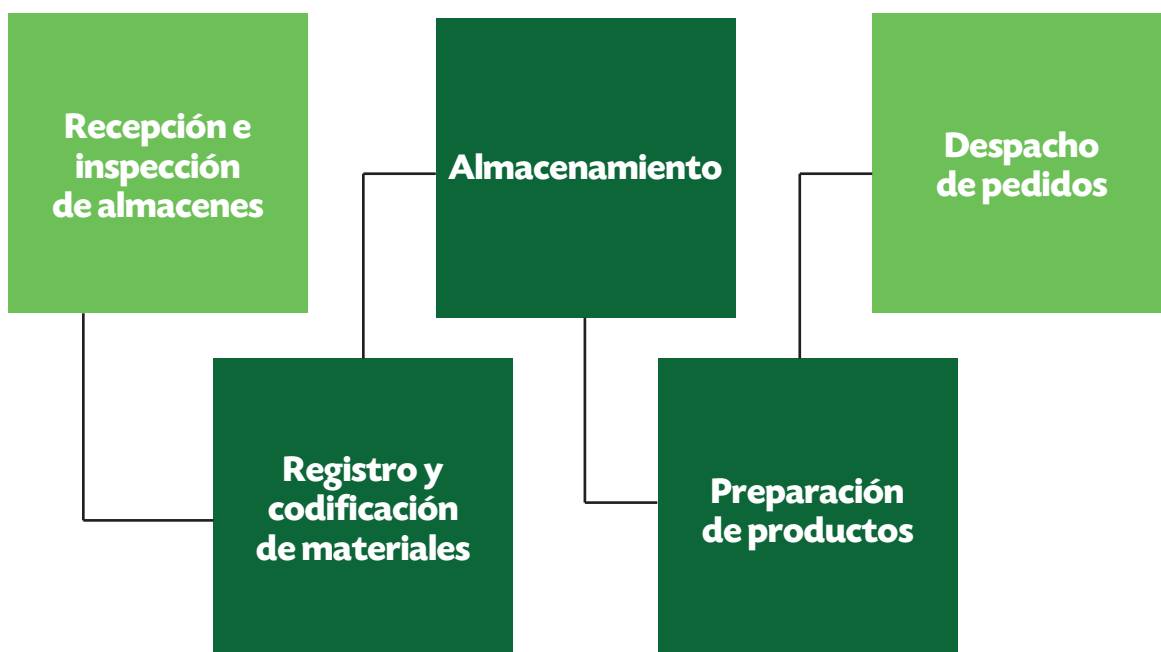 Recepción e
inspección
de almacenes
Registro y
codificación
de materiales
Almacenamiento
Preparación
de productos
Despacho
de pedidos